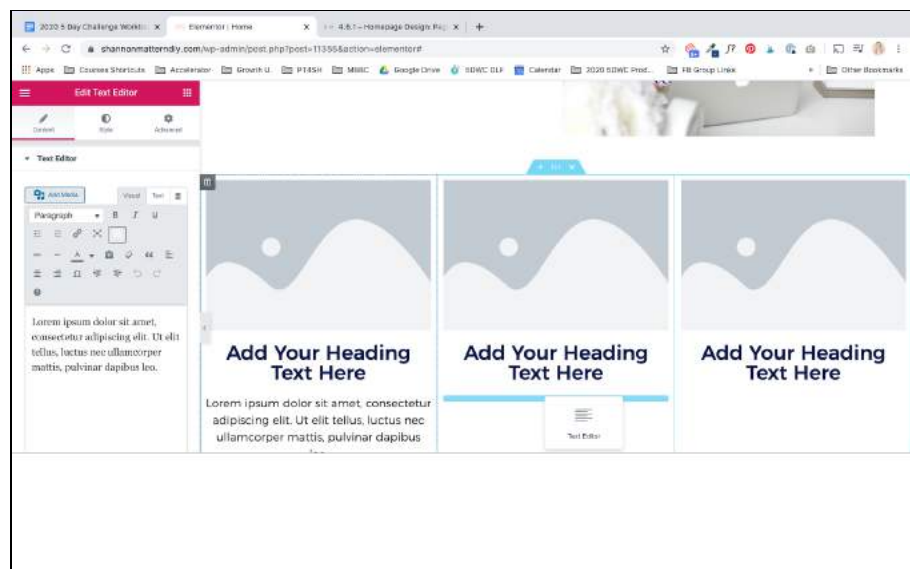 2020 5 Day Challenge Workb
Elementor | Home
4.6.1 – Homepage Design: Re
shannonmatterndiy.com/wp-admin/post.php?post=11355&action=elementor#
Apps
Courses Shortcuts
Accelerator
Growth U
PT4SH
MBBC
Google Drive
5DWC DLF
Calendar
2020 5DWC Prod...
FB Group Links
Other Bookmarks
Edit Text Editor
Content
Style
Advanced
Text Editor
Add Media
Visual
Text
Paragraph
B I U
Lorem ipsum dolor sit amet,
consectetur adipiscing elit. Ut elit
tellus, luctus nec ullamcorper
mattis, pulvinar dapibus leo.
Add Your Heading
Text Here
Lorem ipsum dolor sit amet, consectetur
adipiscing elit. Ut elit tellus, luctus nec
ullamcorper mattis, pulvinar dapibus
Add Your Heading
Text Here
Text Editor
Add Your Heading
Text Here